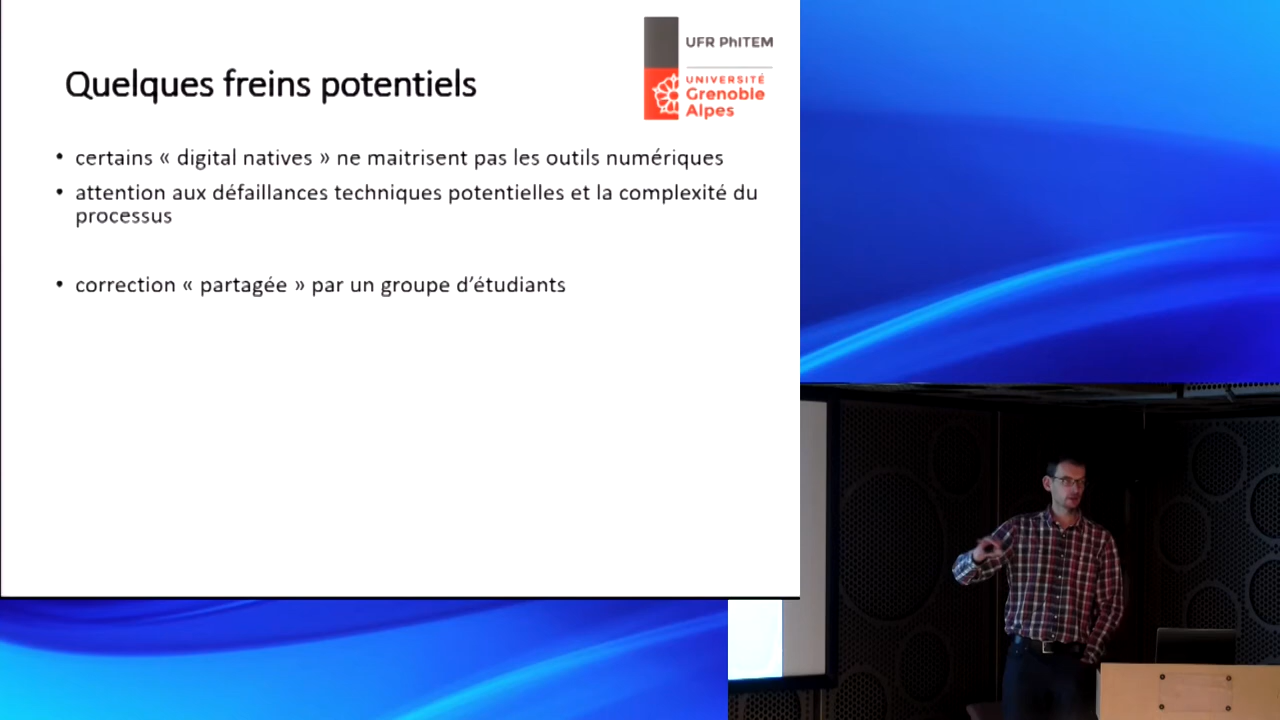 UFR PhITEM
UNIVERSITÉ
Grenoble
Alpes
Quelques freins potentiels
• certains « digital natives » ne maitrisent pas les outils numériques
• attention aux défaillances techniques potentielles et la complexité du
processus
• correction « partagée » par un groupe d’étudiants